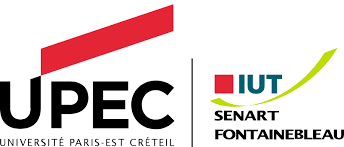 UPEC
UNIVERSITÉ PARIS-EST CRÉTEIL
IUT
SENART
FONTAINEBLEAU